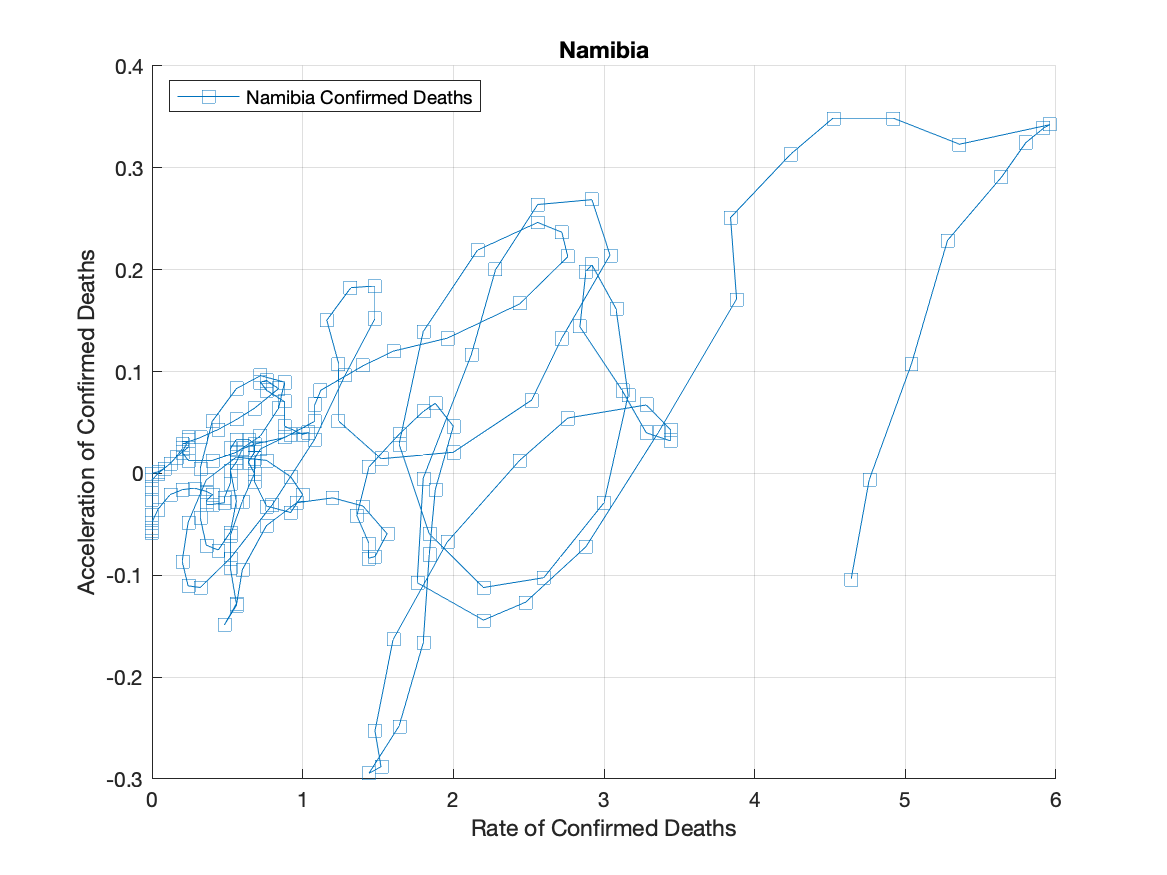 Namibia
Namibia Confirmed Deaths
Acceleration of Confirmed Deaths
0.4
0.3
0.2
0.1
0
-0.1
-0.2
-0.3
0 1 2 3 4 5 6
Rate of Confirmed Deaths